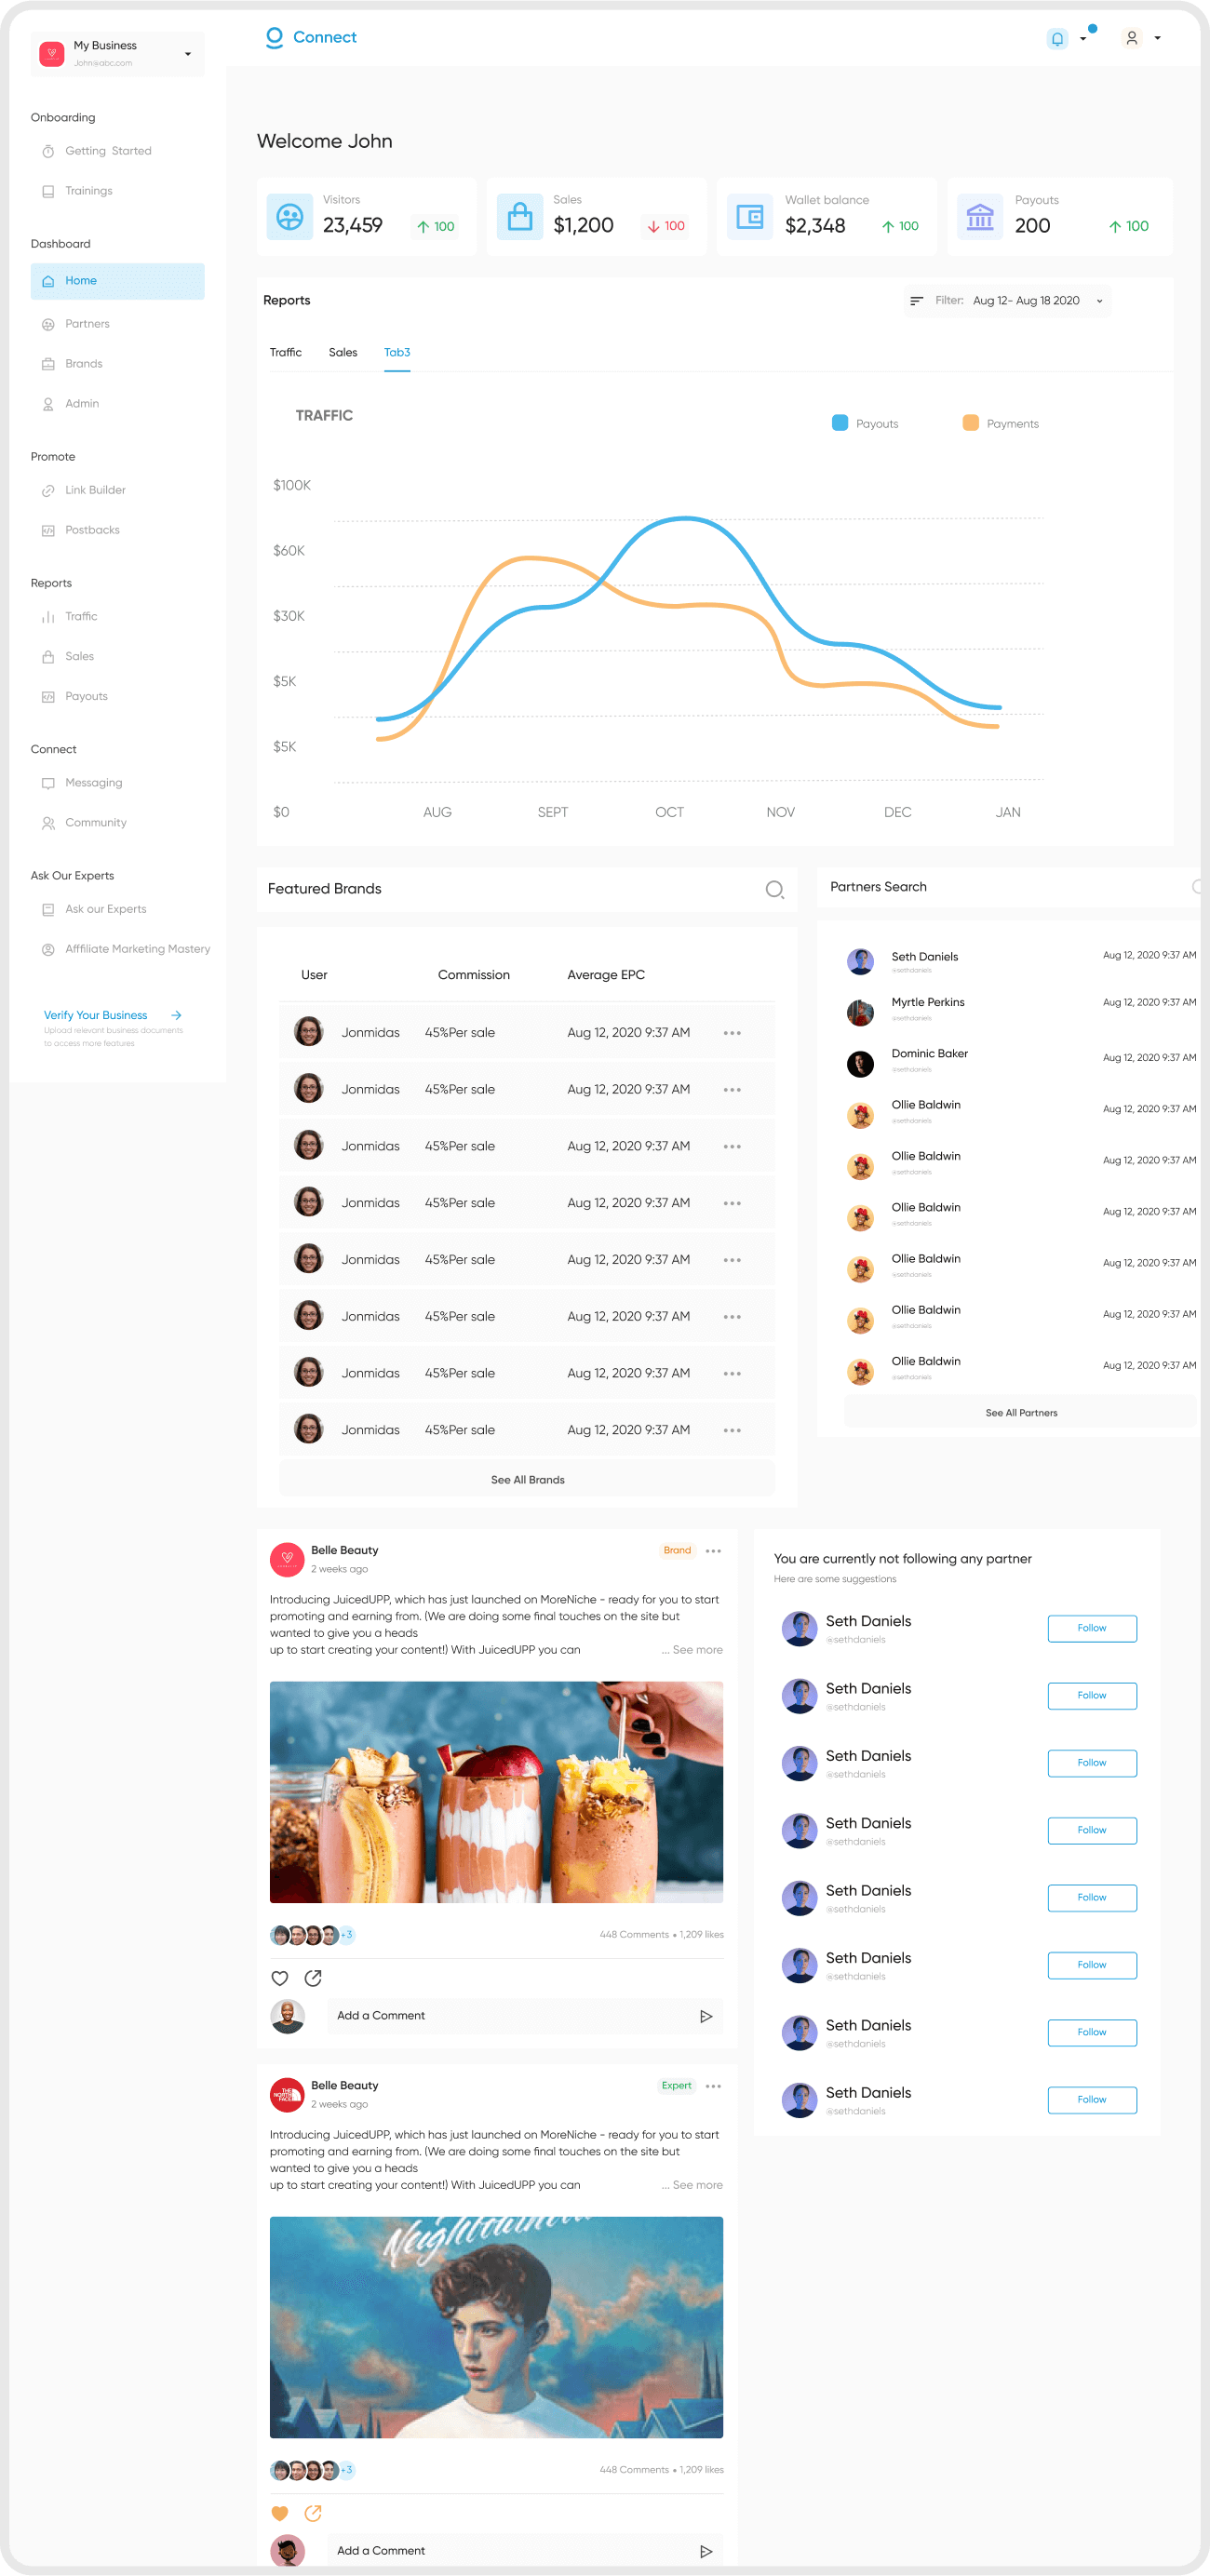 My Business
John@abc.com
Connect
Onboarding
Getting Started
Trainings
Dashboard
Home
Partners
Brands
Admin
Promote
Link Builder
Postbacks
Reports
Traffic
Sales
Payouts
Connect
Messaging
Community
Ask Our Experts
Ask our Experts
Afffiliate Marketing Mastery
Verify Your Business
Upload relevant business documents
to access more features
Welcome John
Visitors
23,459
100
Sales
$1,200
100
Wallet balance
$2,348
100
Payouts
200
100
Reports
Filter: Aug 12- Aug 18 2020
Traffic Sales Tab3
TRAFFIC
Payouts Payments
$100K
$60K
$30K
$5K
$5K
$0 AUG SEPT OCT NOV DEC JAN
Featured Brands
User Commission Average EPC
Jonmidas 45%Per sale Aug 12, 2020 9:37 AM
Jonmidas 45%Per sale Aug 12, 2020 9:37 AM
Jonmidas 45%Per sale Aug 12, 2020 9:37 AM
Jonmidas 45%Per sale Aug 12, 2020 9:37 AM
Jonmidas 45%Per sale Aug 12, 2020 9:37 AM
Jonmidas 45%Per sale Aug 12, 2020 9:37 AM
Jonmidas 45%Per sale Aug 12, 2020 9:37 AM
Jonmidas 45%Per sale Aug 12, 2020 9:37 AM
See All Brands
Partners Search
Seth Daniels Aug 12, 2020 9:37 AM
@sethdaniels
Myrtle Perkins Aug 12, 2020 9:37 AM
@sethdaniels
Dominic Baker Aug 12, 2020 9:37 AM
@sethdaniels
Ollie Baldwin Aug 12, 2020 9:37 AM
@sethdaniels
Ollie Baldwin Aug 12, 2020 9:37 AM
@sethdaniels
Ollie Baldwin Aug 12, 2020 9:37 AM
@sethdaniels
Ollie Baldwin Aug 12, 2020 9:37 AM
@sethdaniels
Ollie Baldwin Aug 12, 2020 9:37 AM
@sethdaniels
Ollie Baldwin Aug 12, 2020 9:37 AM
@sethdaniels
See All Partners
Belle Beauty Brand
2 weeks ago
Introducing JuicedUPP, which has just launched on MoreNiche - ready for you to start
promoting and earning from. (We are doing some final touches on the site but
wanted to give you a heads
up to start creating your content!) With JuicedUPP you can ... See more
+3 448 Comments • 1,209 likes
Add a Comment
THE
NORTH
FACE
Belle Beauty Expert
2 weeks ago
Introducing JuicedUPP, which has just launched on MoreNiche - ready for you to start
promoting and earning from. (We are doing some final touches on the site but
wanted to give you a heads
up to start creating your content!) With JuicedUPP you can ... See more
+3 448 Comments • 1,209 likes
Add a Comment
You are currently not following any partner
Here are some suggestions
Seth Daniels
@sethdaniels
Follow
Seth Daniels
@sethdaniels
Follow
Seth Daniels
@sethdaniels
Follow
Seth Daniels
@sethdaniels
Follow
Seth Daniels
@sethdaniels
Follow
Seth Daniels
@sethdaniels
Follow
Seth Daniels
@sethdaniels
Follow
Seth Daniels
@sethdaniels
Follow